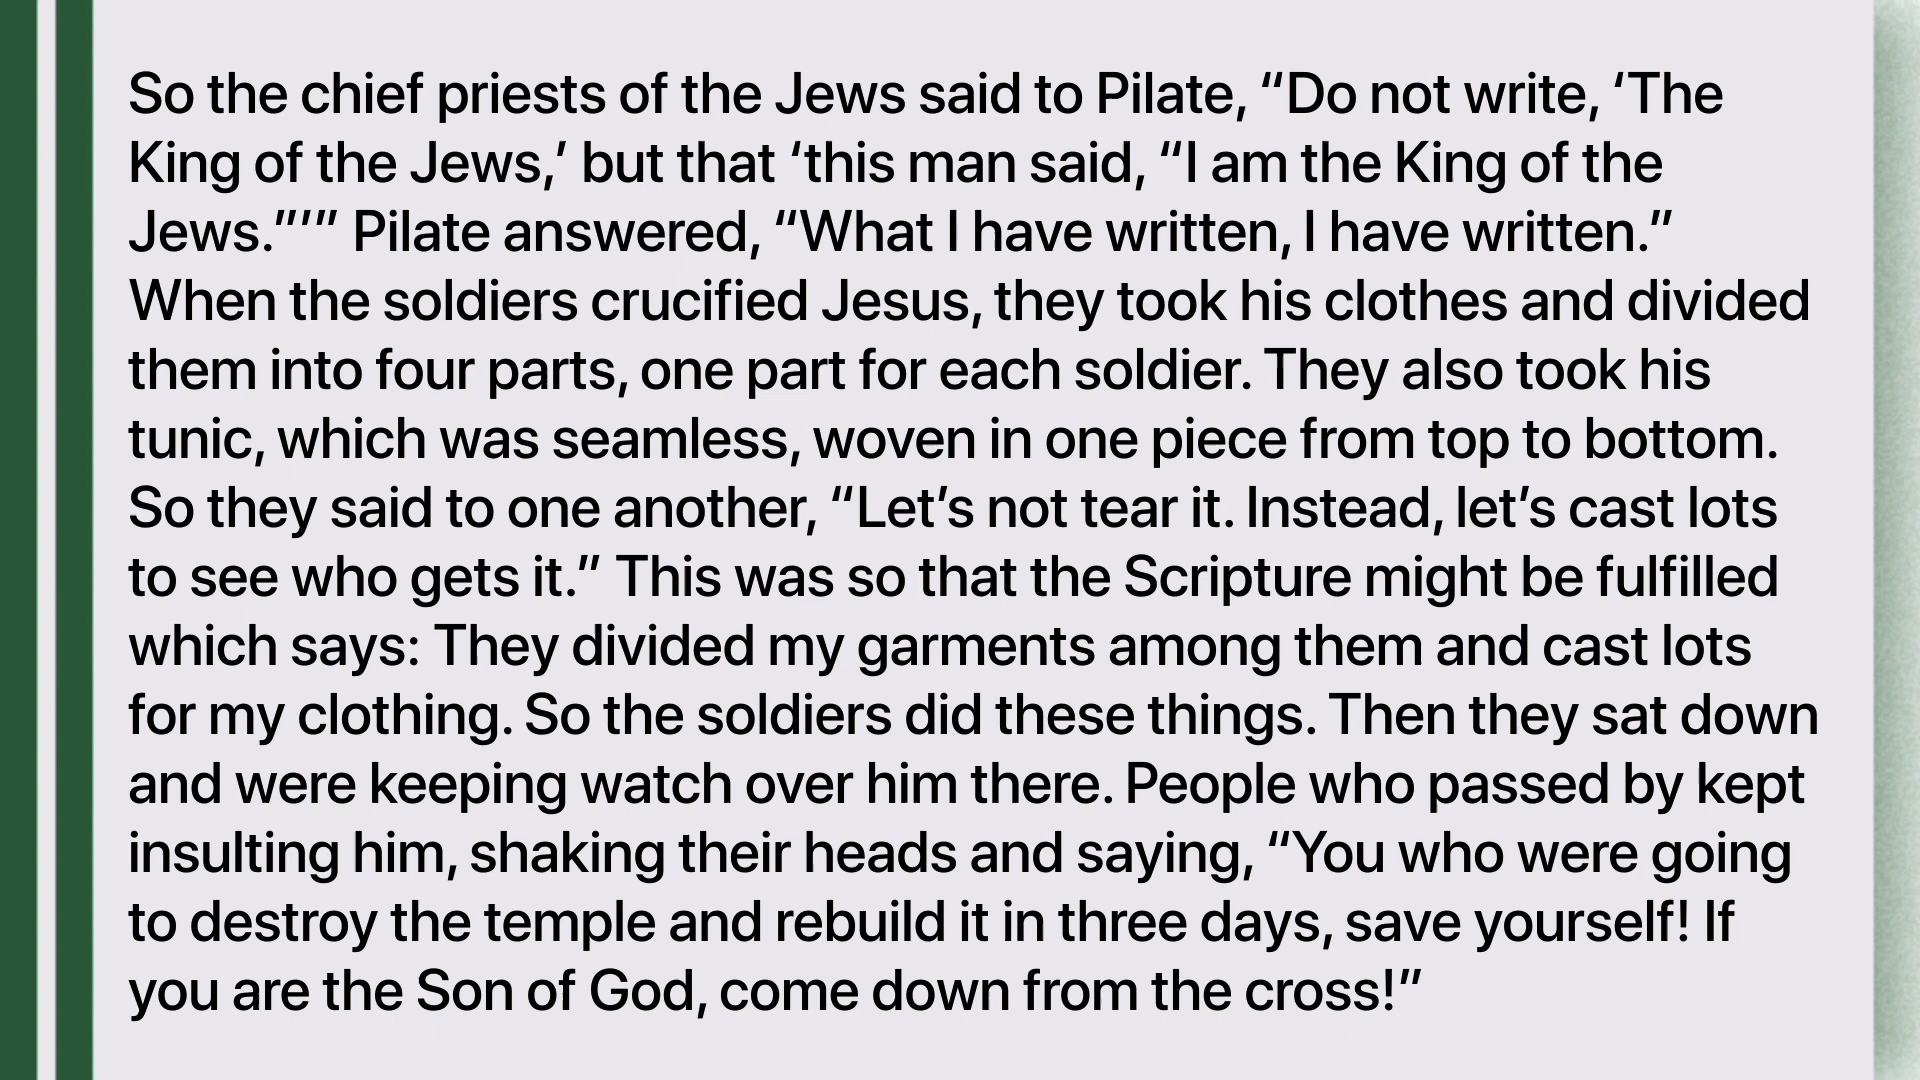 So the chief priests of the Jews said to Pilate, “Do not write, ‘The
King of the Jews,’ but that ‘this man said, “I am the King of the
Jews.”’” Pilate answered, “What I have written, I have written.”
When the soldiers crucified Jesus, they took his clothes and divided
them into four parts, one part for each soldier. They also took his
tunic, which was seamless, woven in one piece from top to bottom.
So they said to one another, “Let’s not tear it. Instead, let’s cast lots
to see who gets it.” This was so that the Scripture might be fulfilled
which says: They divided my garments among them and cast lots
for my clothing. So the soldiers did these things. Then they sat down
and were keeping watch over him there. People who passed by kept
insulting him, shaking their heads and saying, “You who were going
to destroy the temple and rebuild it in three days, save yourself! If
you are the Son of God, come down from the cross!”